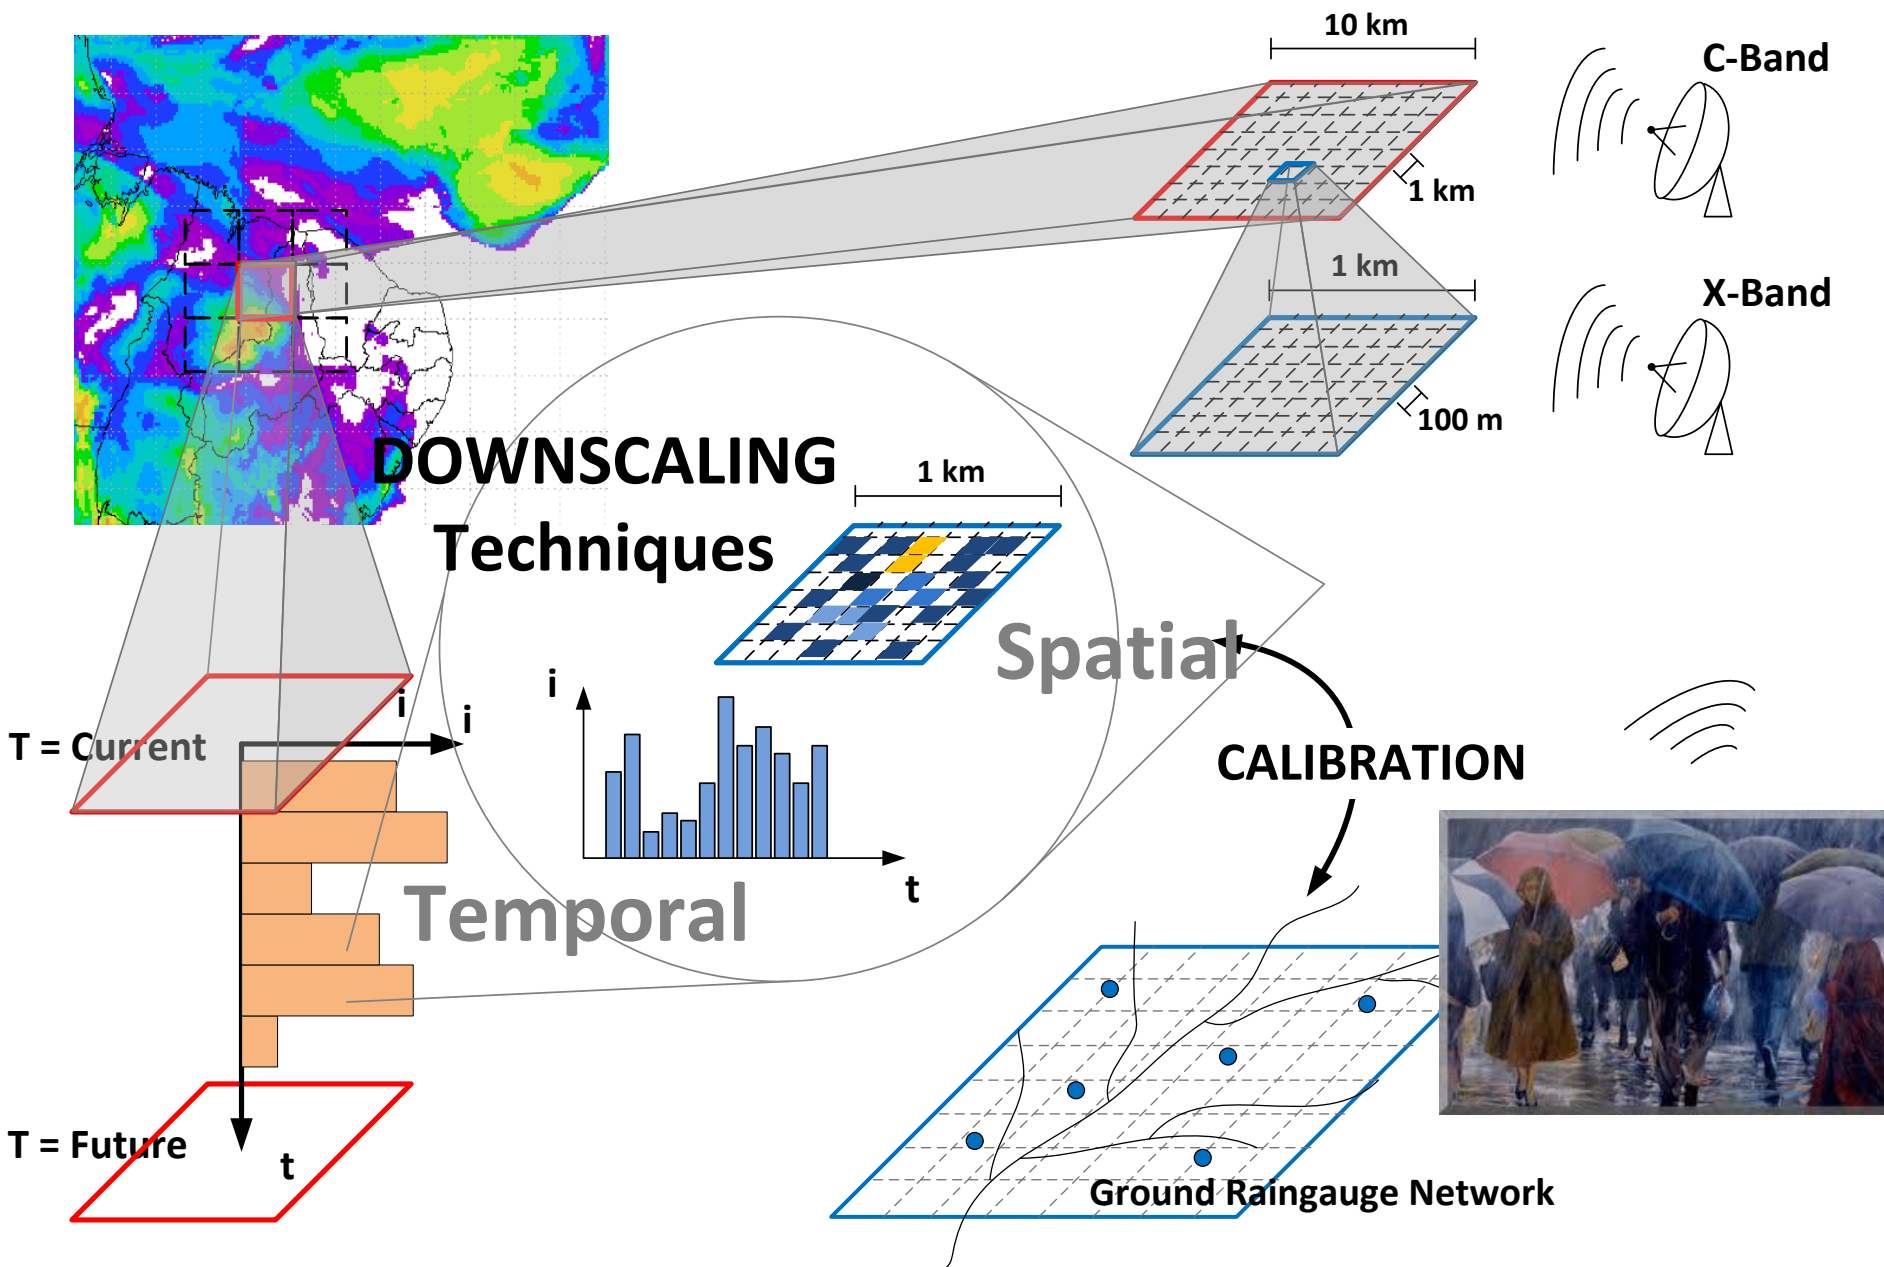 10 km
C-Band
1 km
1 km
X-Band
100 m
DOWNSCALING
Techniques
1 km
Spatial
i
i
i
T = Current
CALIBRATION
t
Temporal
T = Future
t
Ground Raingauge Network